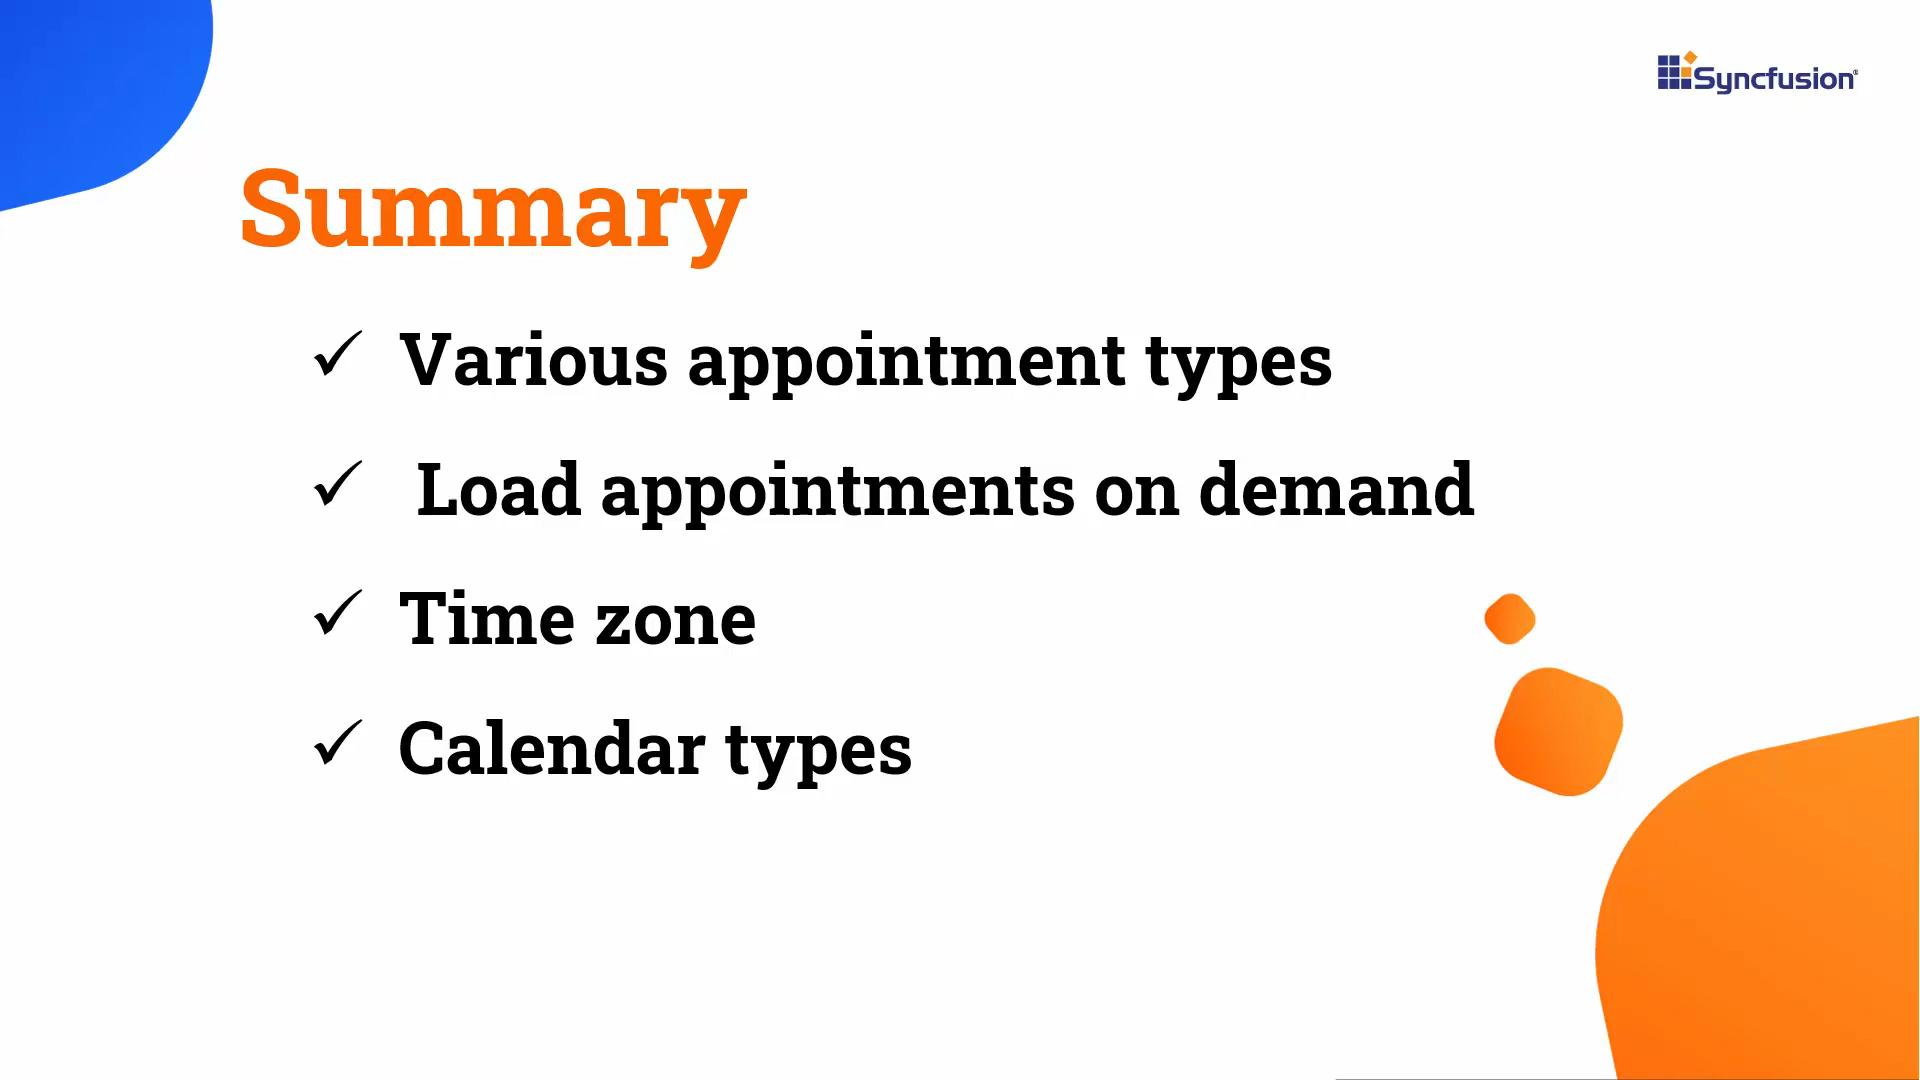 Syncfusion®
Summary
✓ Various appointment types
✓ Load appointments on demand
✓ Time zone
✓ Calendar types